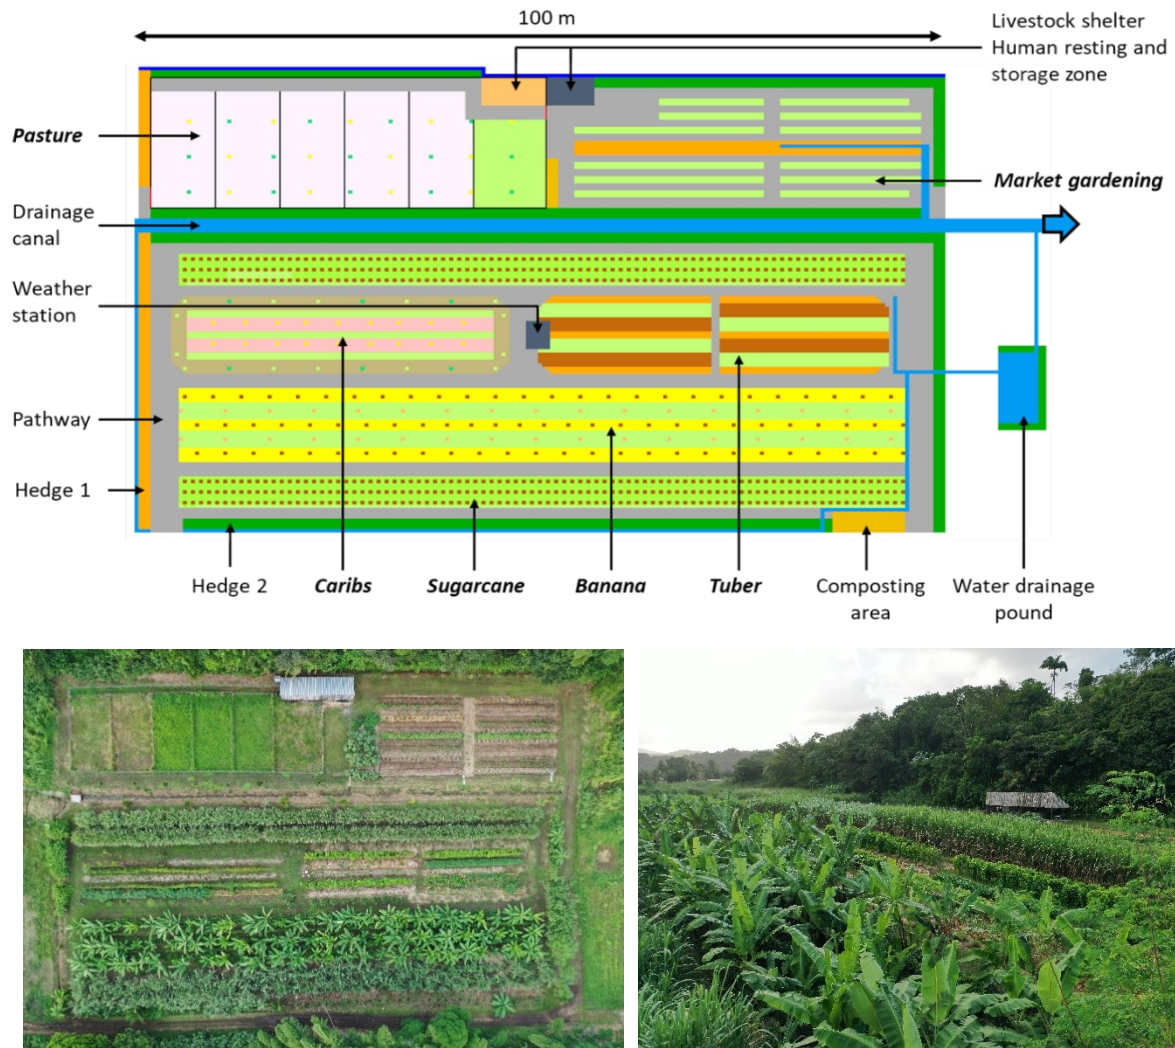 100 m
Livestock shelter
Human resting and
storage zone
Pasture
Market gardening
Drainage
canal
Weather
station
Pathway
Hedge 1
Hedge 2
Caribs
Sugarcane
Banana
Tuber
Composting
area
Water drainage
pound